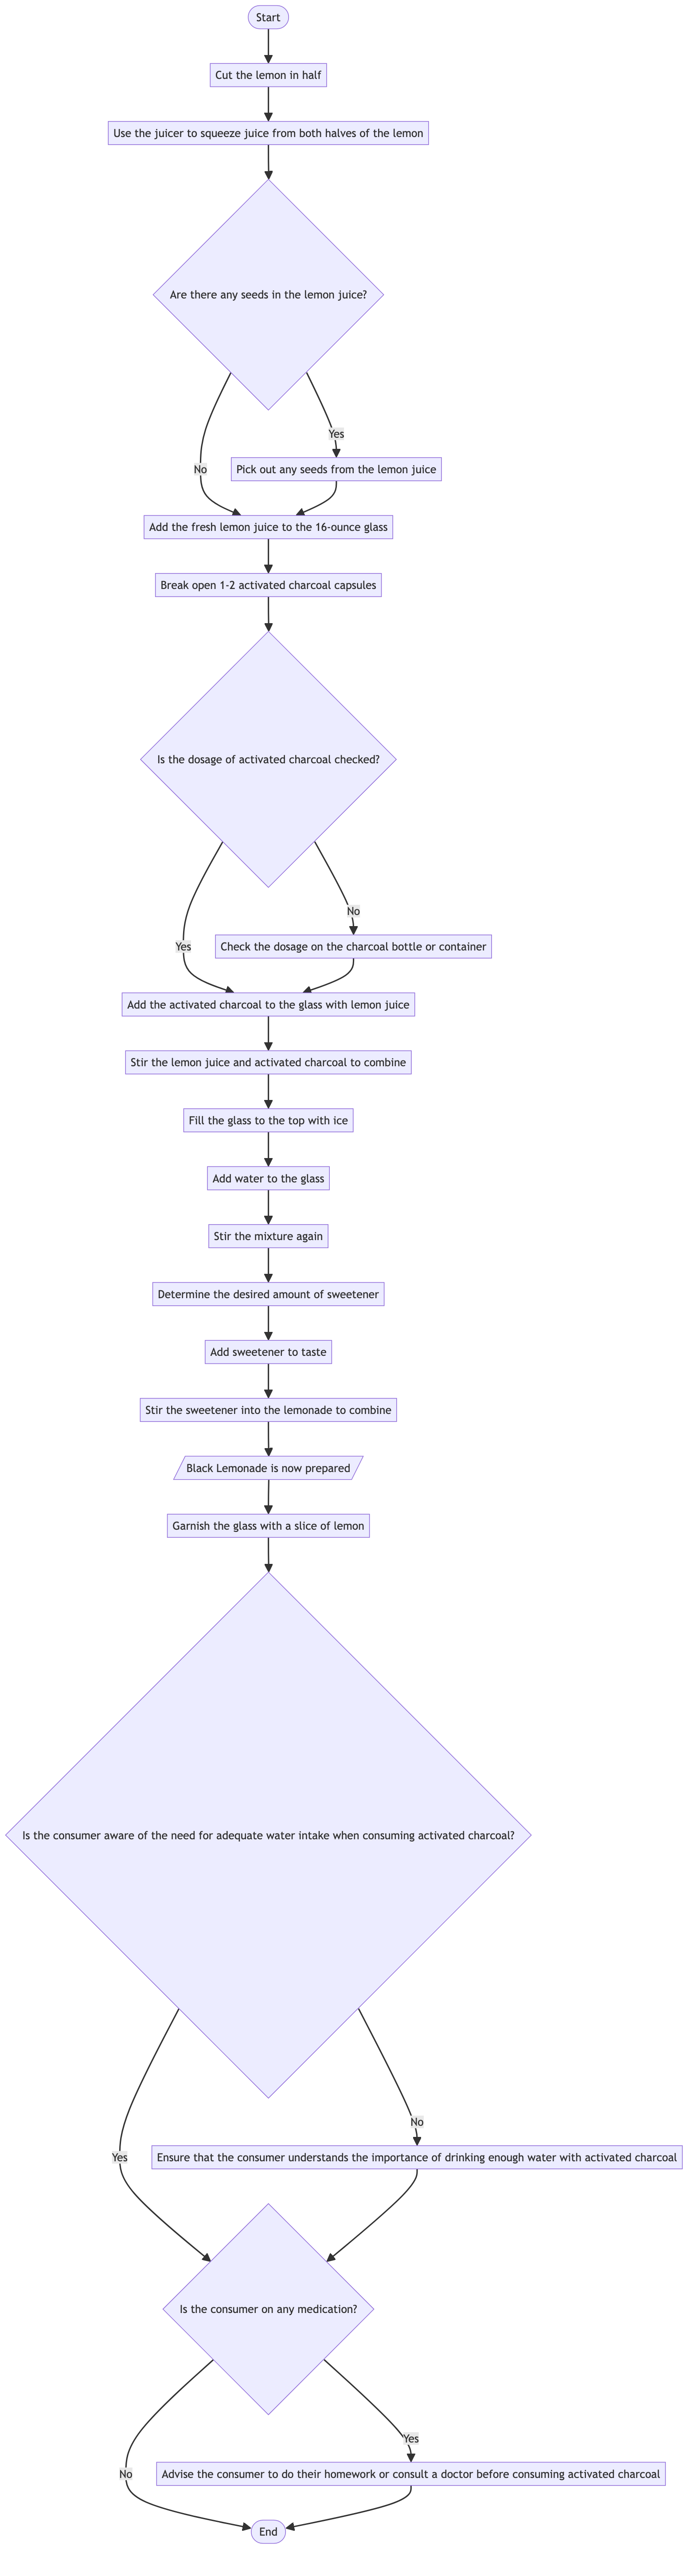 Start
Cut the lemon in half
Use the juicer to squeeze juice from both halves of the lemon
Are there any seeds in the lemon juice?
Yes
No
Pick out any seeds from the lemon juice
Add the fresh lemon juice to the 16-ounce glass
Break open 1-2 activated charcoal capsules
Is the dosage of activated charcoal checked?
No
Yes
Check the dosage on the charcoal bottle or container
Add the activated charcoal to the glass with lemon juice
Stir the lemon juice and activated charcoal to combine
Fill the glass to the top with ice
Add water to the glass
Stir the mixture again
Determine the desired amount of sweetener
Add sweetener to taste
Stir the sweetener into the lemonade to combine
Black Lemonade is now prepared
Garnish the glass with a slice of lemon
Is the consumer aware of the need for adequate water intake when consuming activated charcoal?
No
Yes
Ensure that the consumer understands the importance of drinking enough water with activated charcoal
Is the consumer on any medication?
Yes
No
Advise the consumer to do their homework or consult a doctor before consuming activated charcoal
End